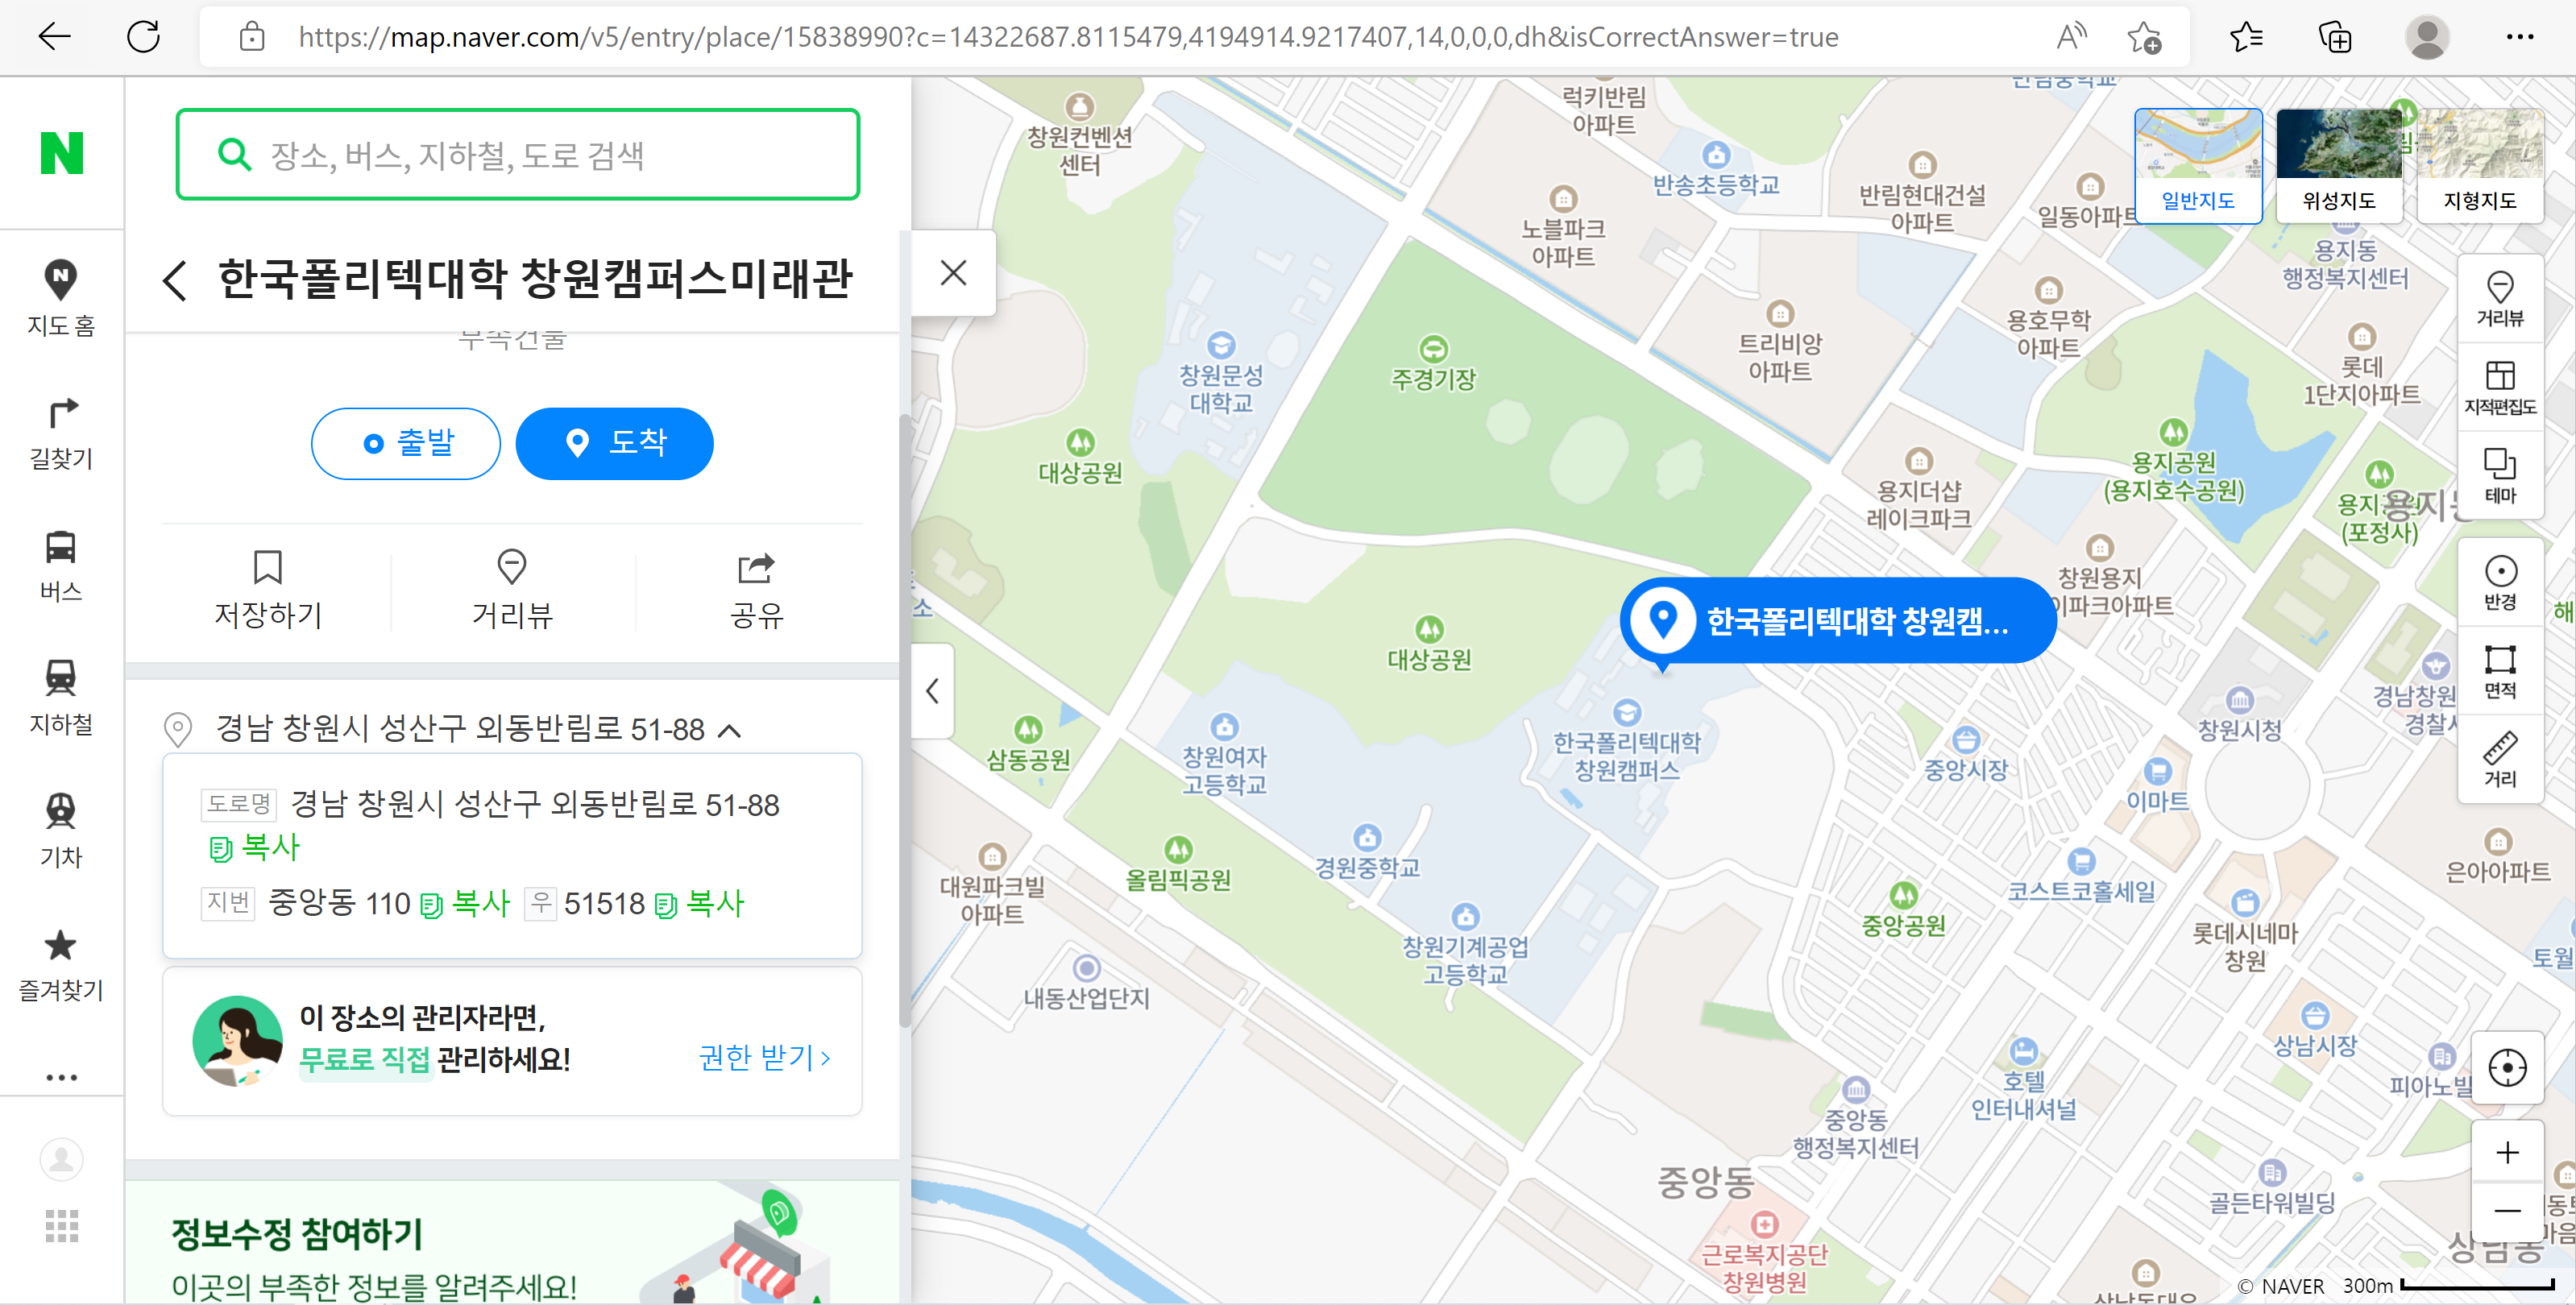 https://map.naver.com/v5/entry/place/15838990?c=14322687.8115479,4194914.9217407,14,0,0,0,dh&isCorrectAnswer=true
N
장소, 버스, 지하철, 도로 검색
지도 홈
길찾기
버스
지하철
기차
즐겨찾기
한국폴리텍대학 창원캠퍼스미래관
부속건물
출발
도착
저장하기
거리뷰
공유
경남 창원시 성산구 외동반림로 51-88
도로명 경남 창원시 성산구 외동반림로 51-88
복사
지번 중앙동 110 복사 우 51518 복사
이 장소의 관리자라면,
무료로 직접 관리하세요!
권한 받기
정보수정 참여하기
이곳의 부족한 정보를 알려주세요!
창원컨벤션
센터
럭키반림
아파트
반림중학교
반송초등학교
반림현대건설
아파트
일동아파트
노블파크
아파트
일반지도
위성지도
지형지도
용지동
행정복지센터
창원문성
대학교
주경기장
트리비앙
아파트
용호무학
아파트
롯데
1단지아파트
거리뷰
지적편집도
테마
반경
면적
거리
대상공원
용지더샵
레이크파크
용지공원
(용지호수공원)
용지공원
(포정사)
창원용지
이파크아파트
한국폴리텍대학 창원캠...
대상공원
소
해
삼동공원
창원여자
고등학교
한국폴리텍대학
창원캠퍼스
중앙시장
창원시청
경남창원
경찰서
이마트
대원파크빌
아파트
올림픽공원
경원중학교
중앙공원
코스트코홀세일
은아아파트
창원기계공업
고등학교
롯데시네마
창원
토월
내동산업단지
상남시장
호텔
인터내셔널
피아노빌
중앙동
행정복지센터
중앙동
골든타워빌딩
근로복지공단
창원병원
상남동
© NAVER 300m